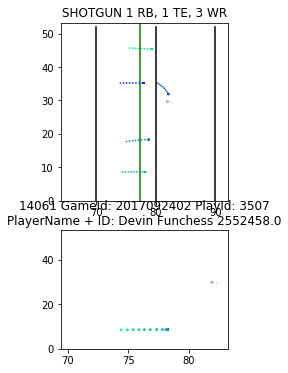 SHOTGUN 1 RB, 1 TE, 3 WR
50
40
30
20
10
0
70 80 90
14061 GameId: 2017092402 PlayId: 3507
PlayerName + ID: Devin Funchess 2552458.0
40
20
0
70 75 80